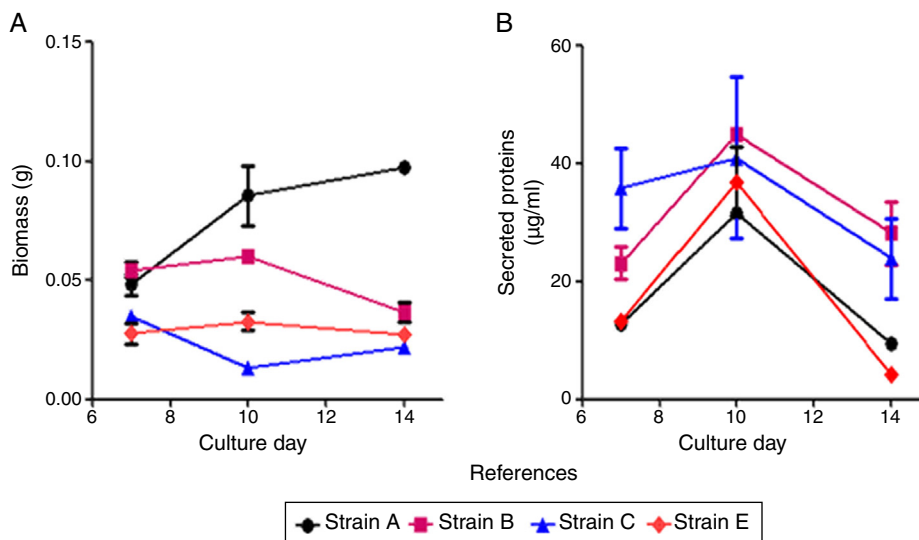 A
Biomass (g)
0.15
0.10
0.05
0.00
6 8 10 12 14
Culture day
B
Secreted proteins
(µg/ml)
60
40
20
0
6 8 10 12 14
Culture day
References
Strain A Strain B Strain C Strain E